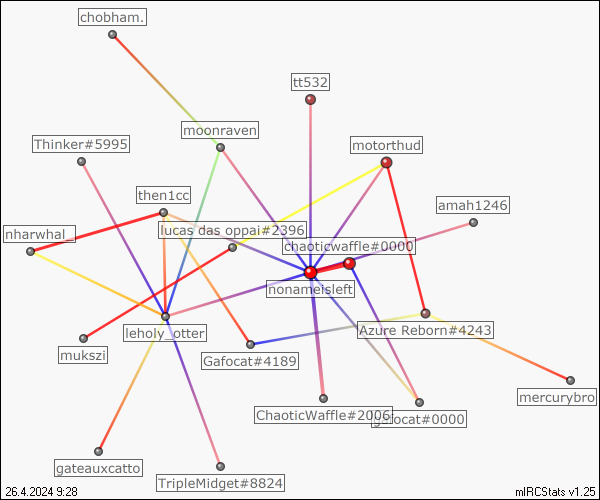 chobham.
tt532
moonraven
Thinker#5995
motorthud
then1cc
amah1246
lucas das oppai#2396
nharwhal_
chaoticwaffle#0000
nonameisleft
leholy_otter
Azure Reborn#4243
mukszi
Gafocat#4189
mercurybro
ChaoticWaffle#2006
gafocat#0000
gateauxcatto
TripleMidget#8824
26.4.2024 9:28
mIRCStats v1.25